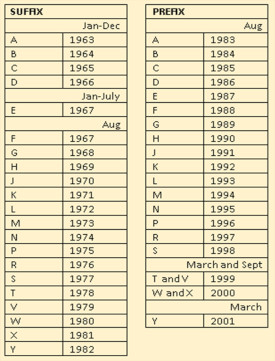 SUFFIX
Jan-Dec
A 1963
B 1964
C 1965
D 1966
Jan-July
E 1967
Aug
F 1967
G 1968
H 1969
J 1970
K 1971
L 1972
M 1973
N 1974
P 1975
R 1976
S 1977
T 1978
V 1979
W 1980
X 1981
Y 1982
PREFIX
Aug
A 1983
B 1984
C 1985
D 1986
E 1987
F 1988
G 1989
H 1990
J 1991
K 1992
L 1993
M 1994
N 1995
P 1996
R 1997
S 1998
March and Sept
T and V 1999
W and X 2000
March
Y 2001